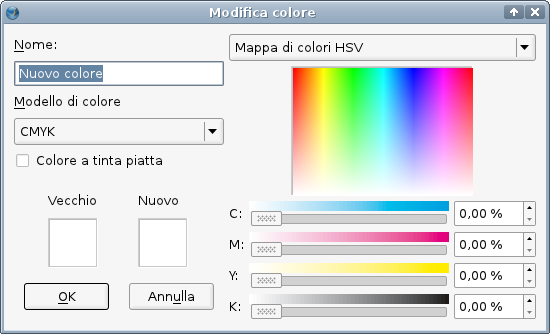 Modifica colore
Nome:
Nuovo colore
Modello di colore
CMYK
Colore a tinta piatta
Vecchio Nuovo
OK Annulla
Mappa di colori HSV
C: 0,00 %
M: 0,00 %
Y: 0,00 %
K: 0,00 %